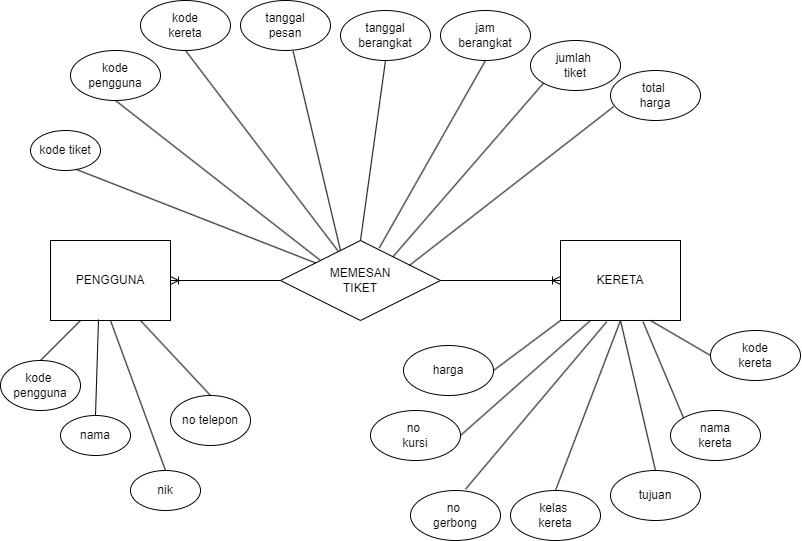 kode
kereta
tanggal
pesan
tanggal
berangkat
jam
berangkat
jumlah
tiket
total
harga
kode
pengguna
kode tiket
PENGGUNA
MEMESAN
TIKET
KERETA
kode
pengguna
nama
nik
no telepon
harga
no
kursi
no
gerbong
kelas
kereta
tujuan
nama
kereta
kode
kereta